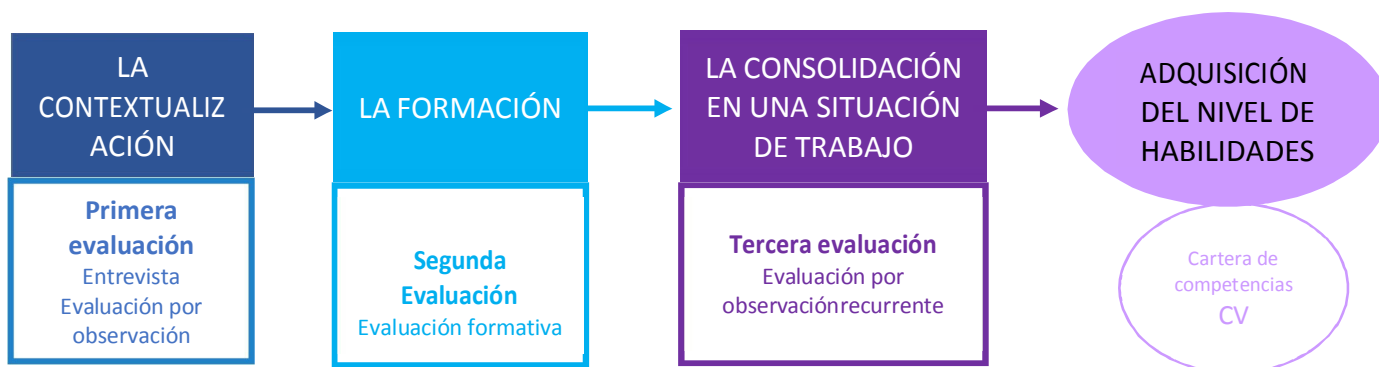 LA
CONTEXTUALIZ
ACIÓN
Primera
evaluación
Entrevista
Evaluación por
observación
LA FORMACIÓN
Segunda
Evaluación
Evaluación formativa
LA CONSOLIDACIÓN
EN UNA SITUACIÓN
DE TRABAJO
Tercera evaluación
Evaluación por
observaciónrecurrente
ADQUISICIÓN
DEL NIVEL DE
HABILIDADES
Cartera de
competencias
CV